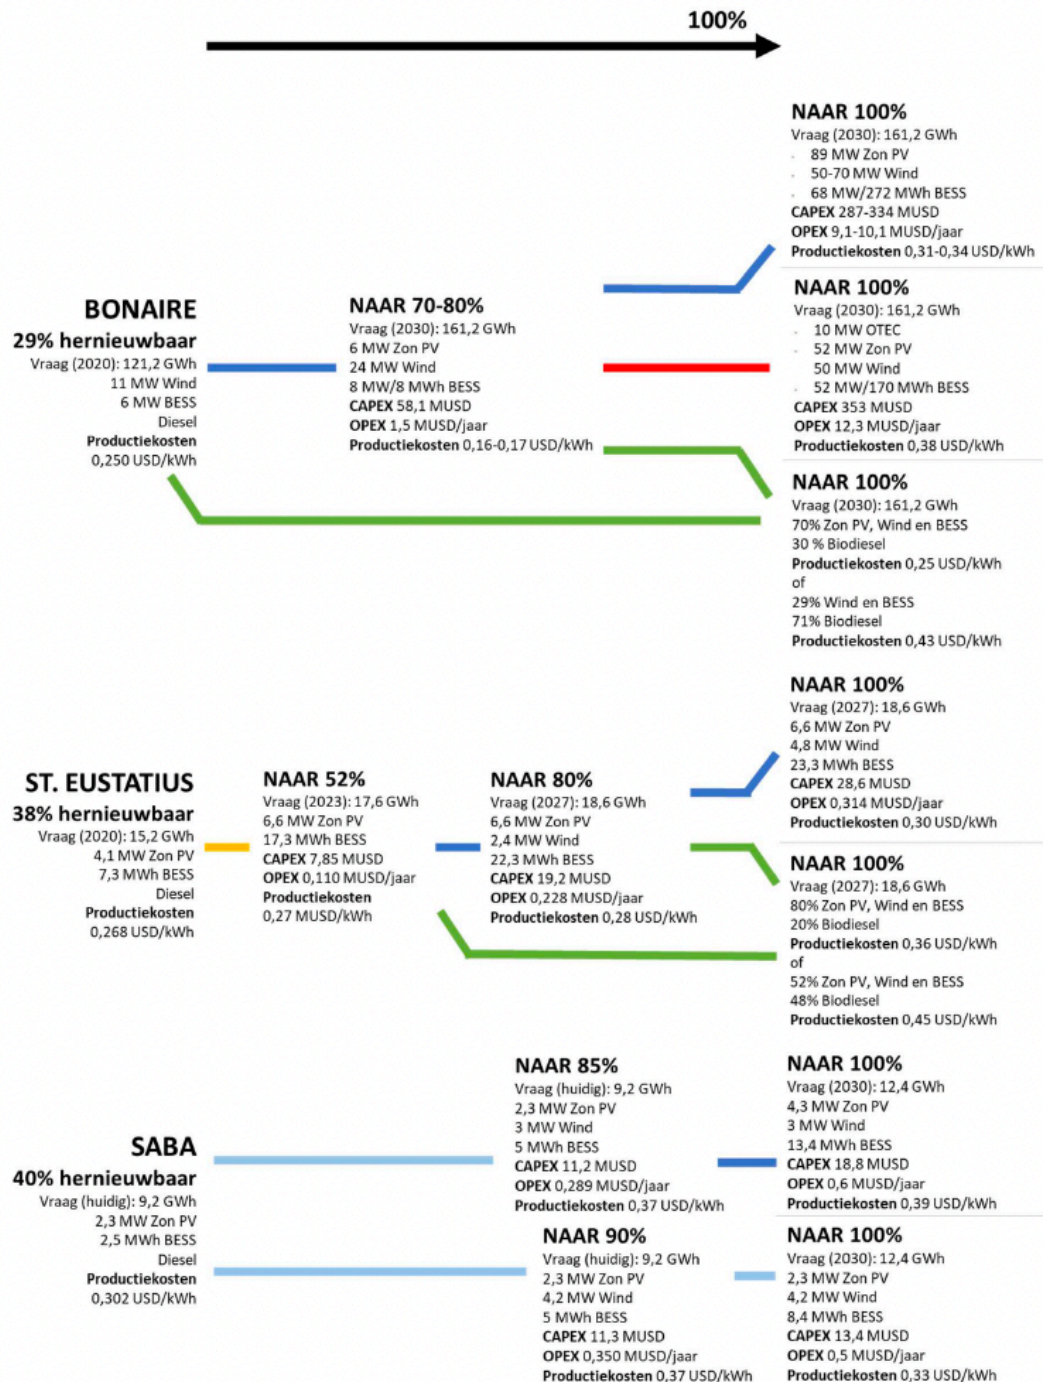 100%
BONAIRE
29% hernieuwbaar
Vraag (2020): 121,2 GWh
11 MW Wind
6 MW BESS
Diesel
Productiekosten
0,250 USD/kWh
NAAR 70-80%
Vraag (2030): 161,2 GWh
6 MW Zon PV
24 MW Wind
8 MW/8 MWh BESS
CAPEX 58,1 MUSD
OPEX 1,5 MUSD/jaar
Productiekosten 0,16-0,17 USD/kWh
NAAR 100%
Vraag (2030): 161,2 GWh
- 89 MW Zon PV
- 50-70 MW Wind
- 68 MW/272 MWh BESS
CAPEX 287-334 MUSD
OPEX 9,1-10,1 MUSD/jaar
Productiekosten 0,31-0,34 USD/kWh
NAAR 100%
Vraag (2030): 161,2 GWh
- 10 MW OTEC
- 52 MW Zon PV
50 MW Wind
- 52 MW/170 MWh BESS
CAPEX 353 MUSD
OPEX 12,3 MUSD/jaar
Productiekosten 0,38 USD/kWh
NAAR 100%
Vraag (2030): 161,2 GWh
70% Zon PV, Wind en BESS
30 % Biodiesel
Productiekosten 0,25 USD/kWh
of
29% Wind en BESS
71% Biodiesel
Productiekosten 0,43 USD/kWh
ST. EUSTATIUS
38% hernieuwbaar
Vraag (2020): 15,2 GWh
4,1 MW Zon PV
7,3 MWh BESS
Diesel
Productiekosten
0,268 USD/kWh
NAAR 52%
Vraag (2023): 17,6 GWh
6,6 MW Zon PV
17,3 MWh BESS
CAPEX 7,85 MUSD
OPEX 0,110 MUSD/jaar
Productiekosten
0,27 MUSD/kWh
NAAR 80%
Vraag (2027): 18,6 GWh
6,6 MW Zon PV
2,4 MW Wind
22,3 MWh BESS
CAPEX 19,2 MUSD
OPEX 0,228 MUSD/jaar
Productiekosten 0,28 USD/kWh
NAAR 100%
Vraag (2027): 18,6 GWh
6,6 MW Zon PV
4,8 MW Wind
23,3 MWh BESS
CAPEX 28,6 MUSD
OPEX 0,314 MUSD/jaar
Productiekosten 0,30 USD/kWh
NAAR 100%
Vraag (2027): 18,6 GWh
80% Zon PV, Wind en BESS
20% Biodiesel
Productiekosten 0,36 USD/kWh
of
52% Zon PV, Wind en BESS
48% Biodiesel
Productiekosten 0,45 USD/kWh
SABA
40% hernieuwbaar
Vraag (huidig): 9,2 GWh
2,3 MW Zon PV
2,5 MWh BESS
Diesel
Productiekosten
0,302 USD/kWh
NAAR 85%
Vraag (huidig): 9,2 GWh
2,3 MW Zon PV
3 MW Wind
5 MWh BESS
CAPEX 11,2 MUSD
OPEX 0,289 MUSD/jaar
Productiekosten 0,37 USD/kWh
NAAR 100%
Vraag (2030): 12,4 GWh
4,3 MW Zon PV
3 MW Wind
13,4 MWh BESS
CAPEX 18,8 MUSD
OPEX 0,6 MUSD/jaar
Productiekosten 0,39 USD/kWh
NAAR 90%
Vraag (huidig): 9,2 GWh
2,3 MW Zon PV
4,2 MW Wind
5 MWh BESS
CAPEX 11,3 MUSD
OPEX 0,350 MUSD/jaar
Productiekosten 0,37 USD/kWh
NAAR 100%
Vraag (2030): 12,4 GWh
2,3 MW Zon PV
4,2 MW Wind
8,4 MWh BESS
CAPEX 13,4 MUSD
OPEX 0,5 MUSD/jaar
Productiekosten 0,33 USD/kWh